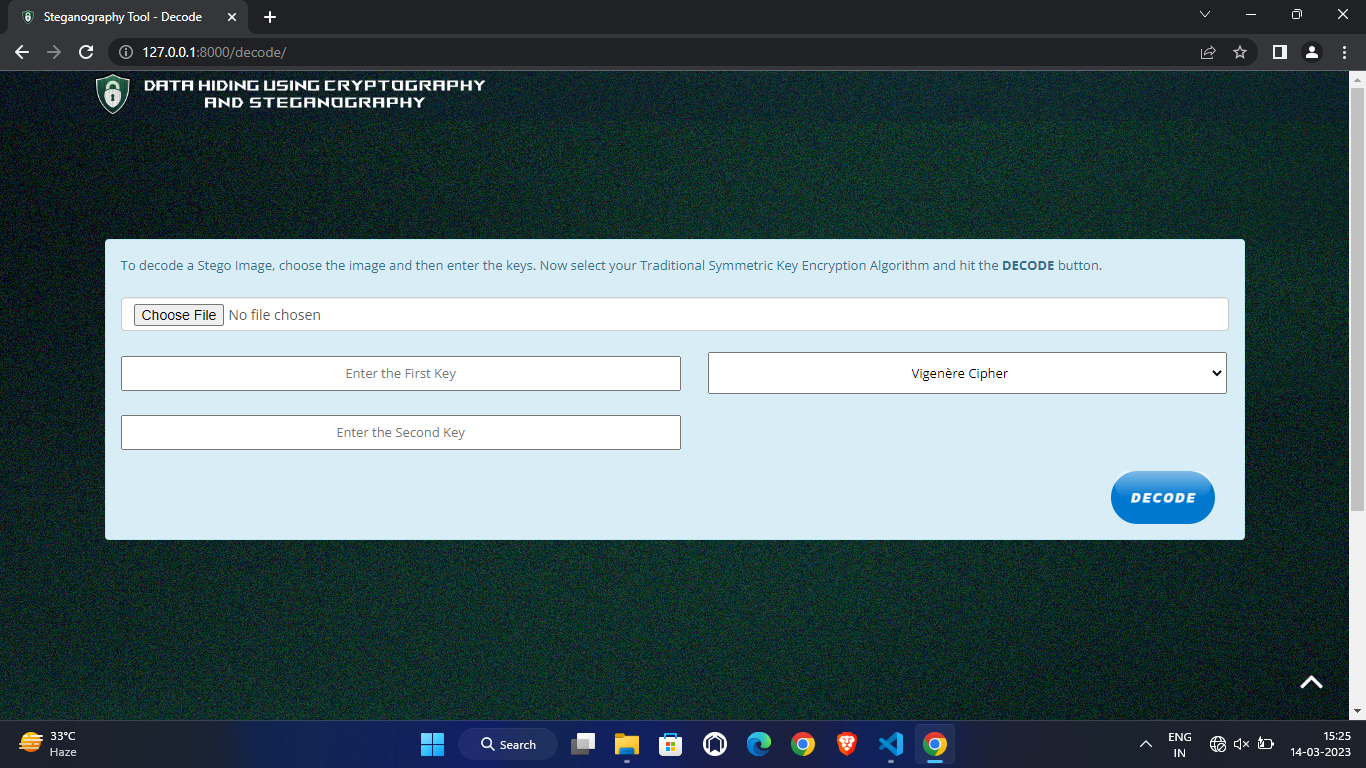 Steganography Tool - Decode
127.0.0.1:8000/decode/
DATA HIDING USING CRYPTOGRAPHY
AND STEGANOGRAPHY
To decode a Stego Image, choose the image and then enter the keys. Now select your Traditional Symmetric Key Encryption Algorithm and hit the DECODE button.
Choose File No file chosen
Enter the First Key
Vigenère Cipher
Enter the Second Key
DECODE
33°C
Haze
Search
ENG
IN
15:25
14-03-2023